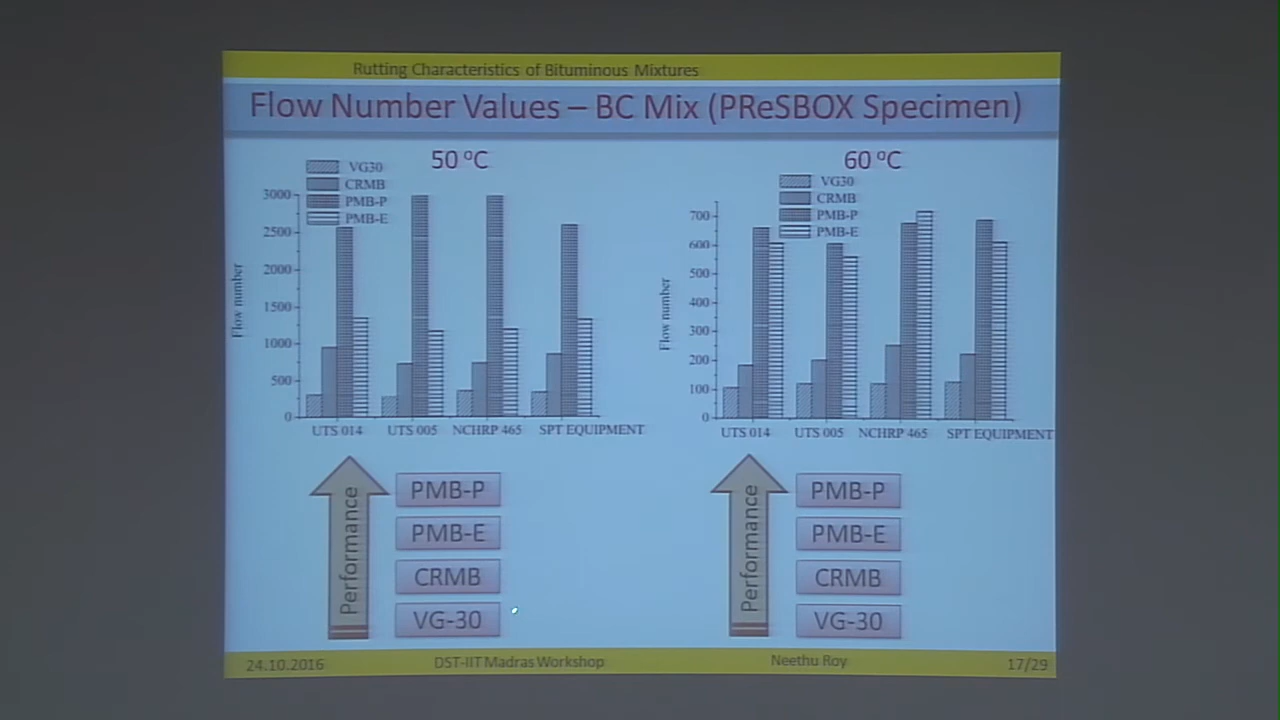 Rutting Characteristics of Bituminous Mixtures
Flow Number Values – BC Mix (PReSBOX Specimen)
50 ºC
VG30
CRMB
PMB-P
PMB-E
3000
2500
2000
1500
1000
500
0
Flow number
UTS 014
UTS 005
NCHRP 465
SPT EQUIPMENT
60 ºC
VG30
CRMB
PMB-P
PMB-E
700
600
500
400
300
200
100
0
Flow number
UTS 014
UTS 005
NCHRP 465
SPT EQUIPMENT
Performance
PMB-P
PMB-E
CRMB
VG-30
Performance
PMB-P
PMB-E
CRMB
VG-30
24.10.2016
DST-IIT Madras Workshop
Neethu Roy
17/29